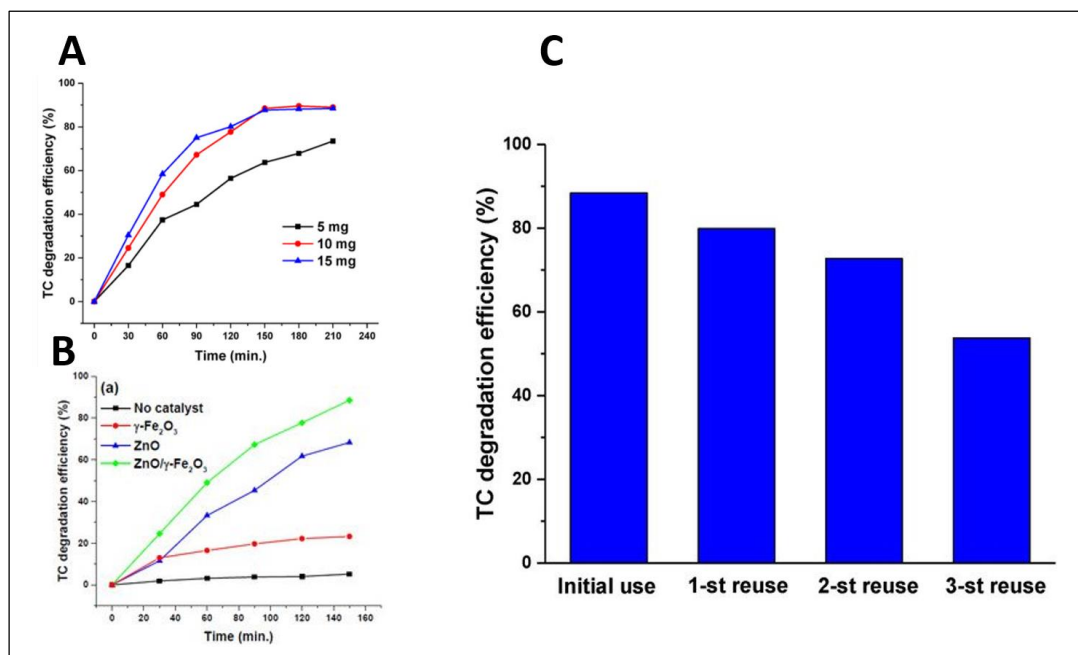 A
TC degradation efficiency (%)
100
80
60
40
20
0
5 mg
10 mg
15 mg
0 30 60 90 120 150 180 210 240
Time (min.)
B
(a)
TC degradation efficiency (%)
100
80
60
40
20
0
No catalyst
γ-Fe₂O₃
ZnO
ZnO/γ-Fe₂O₃
0 20 40 60 80 100 120 140 160
Time (min.)
C
TC degradation efficiency (%)
100
80
60
40
20
0
Initial use 1-st reuse 2-st reuse 3-st reuse